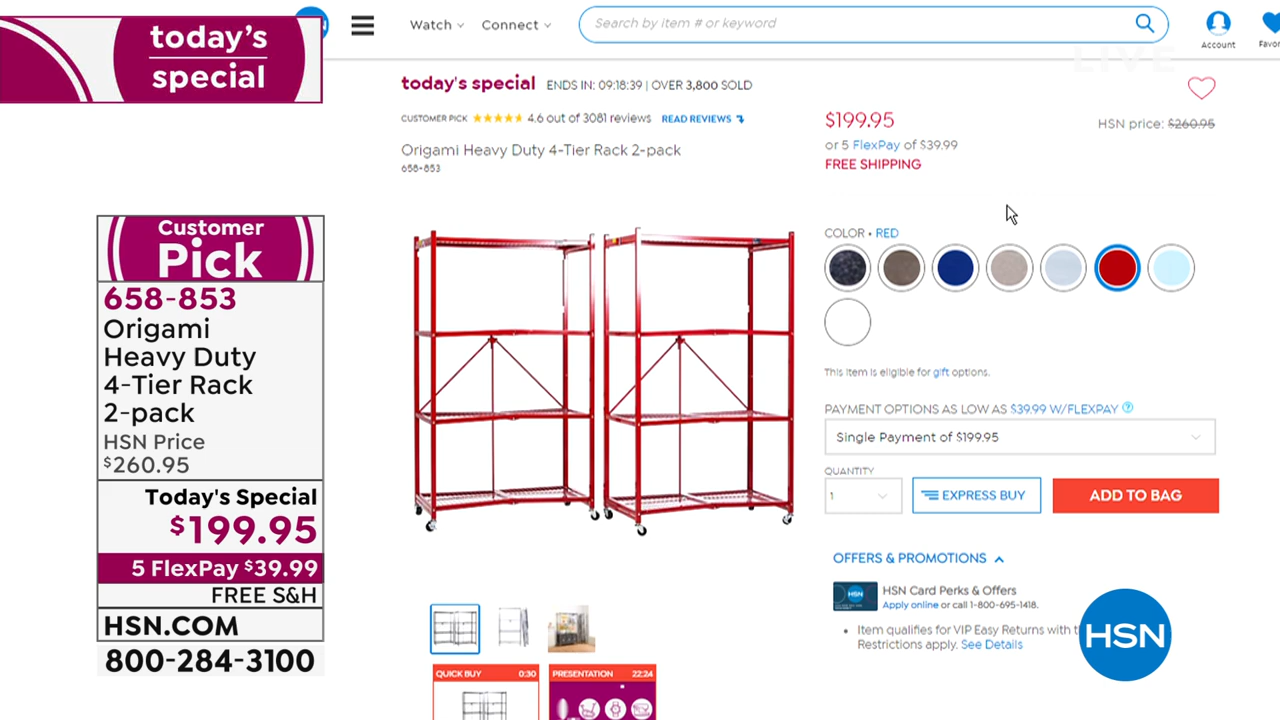 today's
special
Customer
Pick
658-853
Origami
Heavy Duty
4-Tier Rack
2-pack
HSN Price
$260.95
Today's Special
$199.95
5 FlexPay $39.99
FREE S&H
HSN.COM
800-284-3100
Watch
Connect
Search by item # or keyword
Account
LIVE
today's special ENDS IN: 09:18:39 | OVER 3,800 SOLD
CUSTOMER PICK 4.6 out of 3081 reviews READ REVIEWS
Origami Heavy Duty 4-Tier Rack 2-pack
658-853
$199.95
HSN price: $260.95
or 5 FlexPay of $39.99
FREE SHIPPING
COLOR • RED
This item is eligible for gift options.
PAYMENT OPTIONS AS LOW AS $39.99 W/FLEXPAY ?
Single Payment of $199.95
QUANTITY
1
EXPRESS BUY
ADD TO BAG
OFFERS & PROMOTIONS
HSN
HSN Card Perks & Offers
Apply online or call 1-800-695-1418.
• Item qualifies for VIP Easy Returns with
Restrictions apply. See Details
HSN
QUICK BUY 0:30
PRESENTATION 22:24